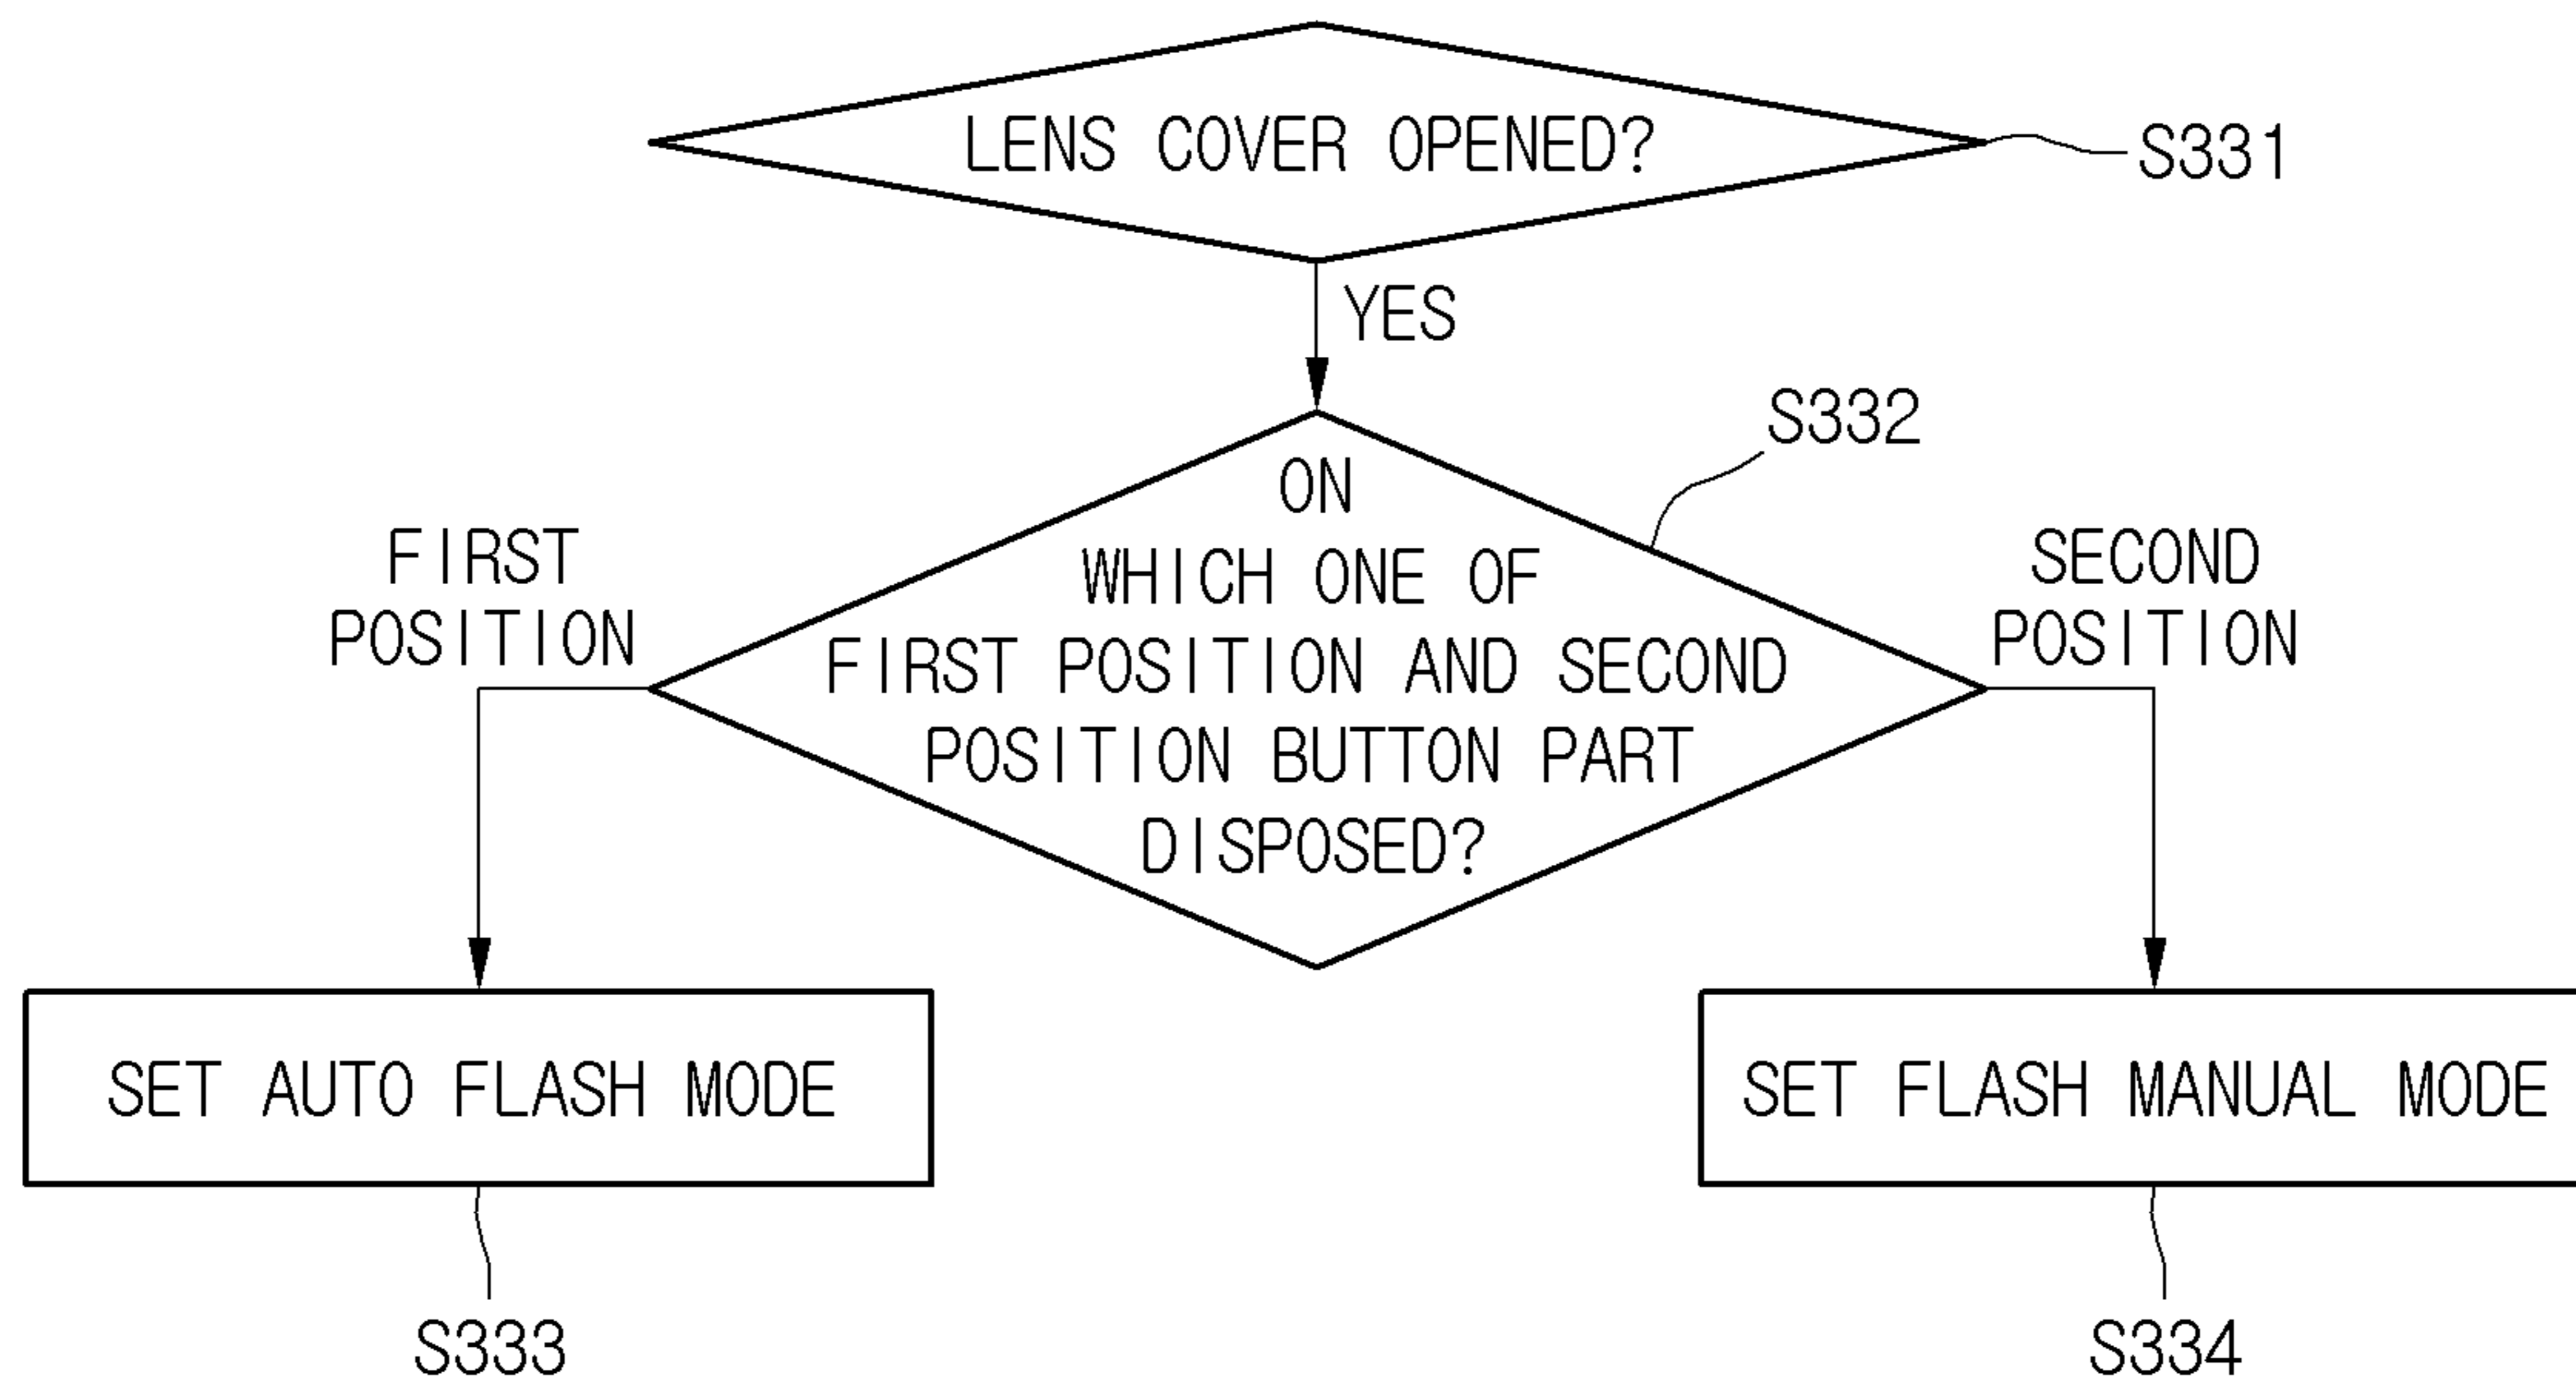 LENS COVER OPENED?
S331
YES
S332
ON
WHICH ONE OF
FIRST POSITION AND SECOND
POSITION BUTTON PART
DISPOSED?
FIRST
POSITION
SECOND
POSITION
SET AUTO FLASH MODE
SET FLASH MANUAL MODE
S333
S334